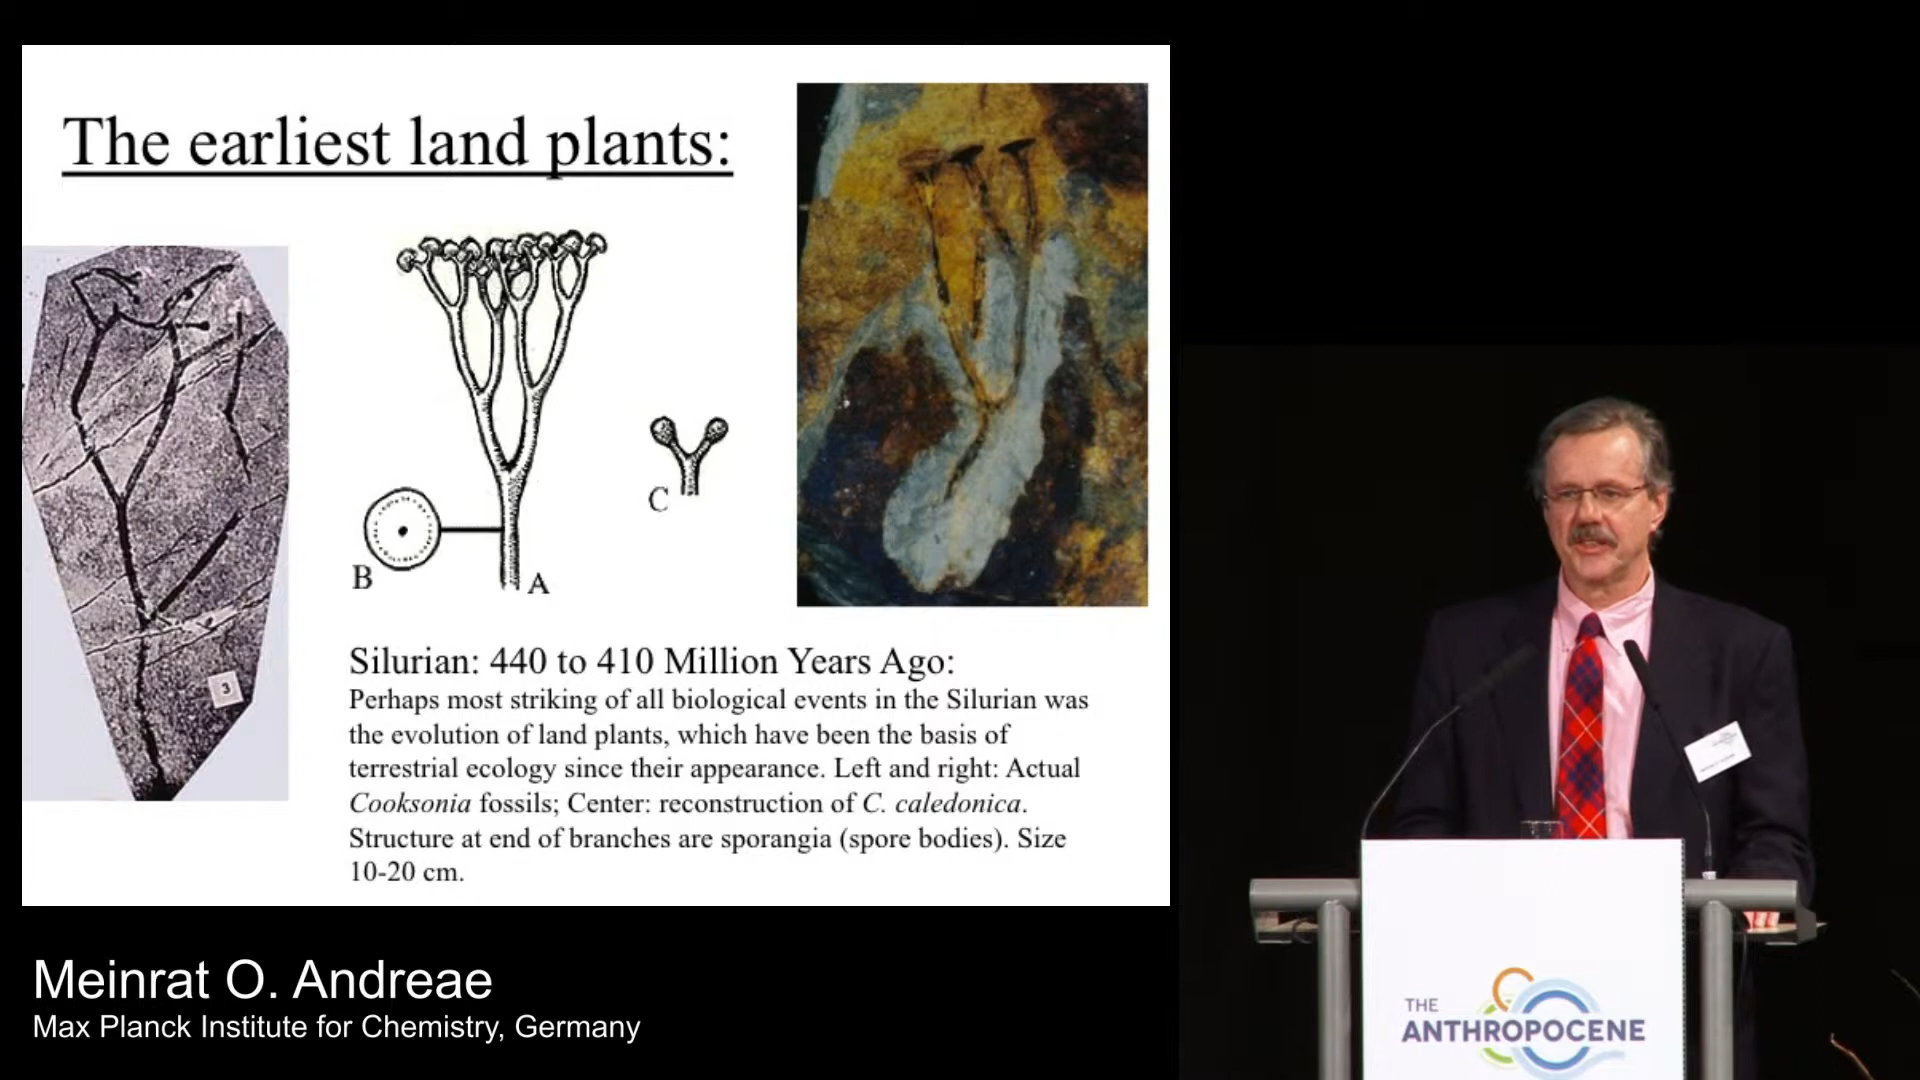 The earliest land plants:
B
A
C
3
Silurian: 440 to 410 Million Years Ago:
Perhaps most striking of all biological events in the Silurian was
the evolution of land plants, which have been the basis of
terrestrial ecology since their appearance. Left and right: Actual
Cooksonia fossils; Center: reconstruction of C. caledonica.
Structure at end of branches are sporangia (spore bodies). Size
10-20 cm.
Meinrat O. Andreae
Max Planck Institute for Chemistry, Germany
THE
ANTHROPOCENE